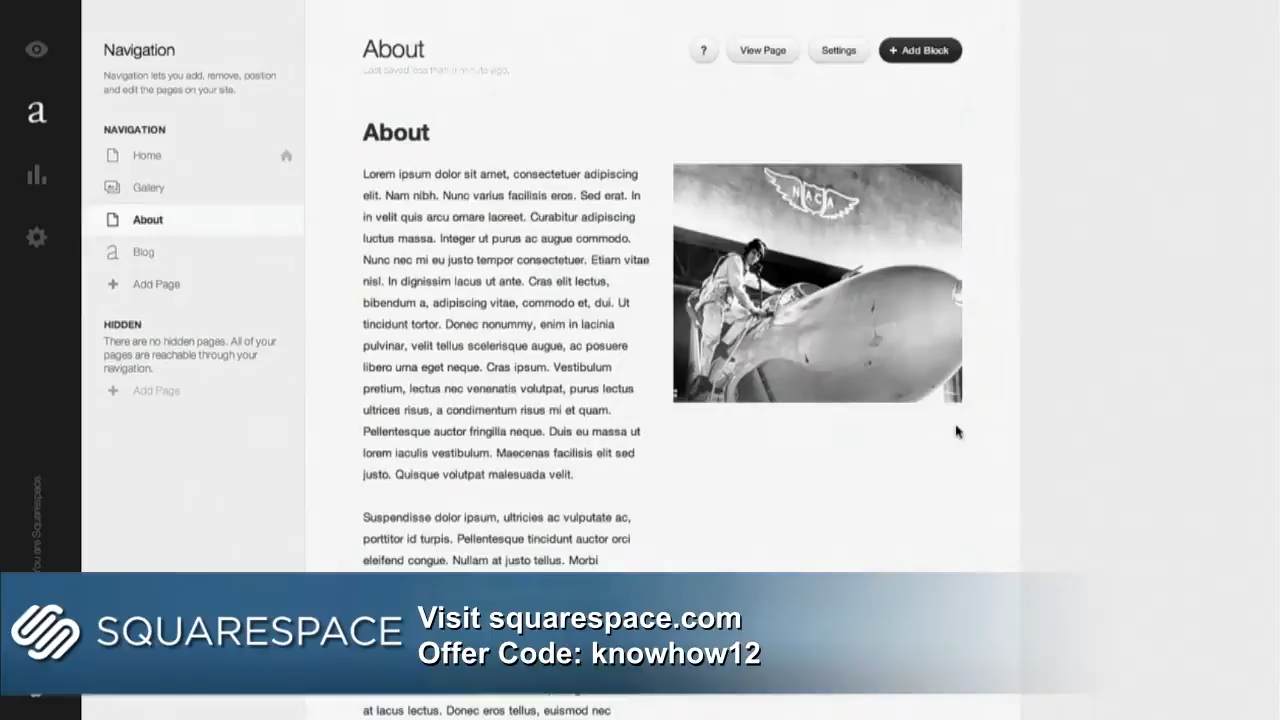 Navigation
Navigation lets you add, remove, position
and edit the pages on your site.
NAVIGATION
Home
Gallery
About
a Blog
+ Add Page
HIDDEN
There are no hidden pages. All of your
pages are reachable through your
navigation.
+ Add Page
a
You are Squarespace.
About
Last saved less than a minute ago.
?
View Page
Settings
+ Add Block
About
Lorem ipsum dolor sit amet, consectetuer adipiscing
elit. Nam nibh. Nunc varius facilisis eros. Sed erat. In
in velit quis arcu ornare laoreet. Curabitur adipiscing
luctus massa. Integer ut purus ac augue commodo.
Nunc nec mi eu justo tempor consectetuer. Etiam vitae
nisl. In dignissim lacus ut ante. Cras elit lectus,
bibendum a, adipiscing vitae, commodo et, dui. Ut
tincidunt tortor. Donec nonummy, enim in lacinia
pulvinar, velit tellus scelerisque augue, ac posuere
libero urna eget neque. Cras ipsum. Vestibulum
pretium, lectus nec venenatis volutpat, purus lectus
ultrices risus, a condimentum risus mi et quam.
Pellentesque auctor fringilla neque. Duis eu massa ut
lorem iaculis vestibulum. Maecenas facilisis elit sed
justo. Quisque volutpat malesuada velit.
Suspendisse dolor ipsum, ultricies ac vulputate ac,
porttitor id turpis. Pellentesque tincidunt auctor orci
eleifend congue. Nullam at justo tellus. Morbi
NACA
SQUARESPACE
Visit squarespace.com
Offer Code: knowhow12
at lacus lectus. Donec eros tellus, euismod nec